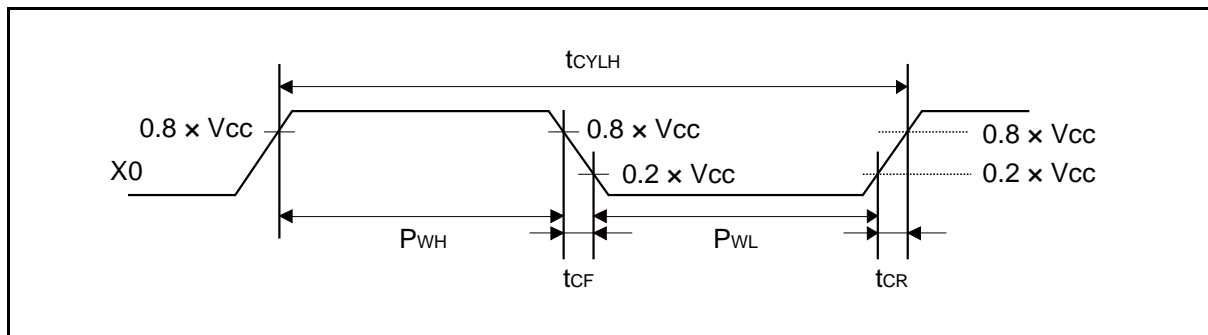 tCYLH
0.8 × Vcc
0.8 × Vcc
0.8 × Vcc
X0
0.2 × Vcc
0.2 × Vcc
PWH
PWL
tCF
tCR